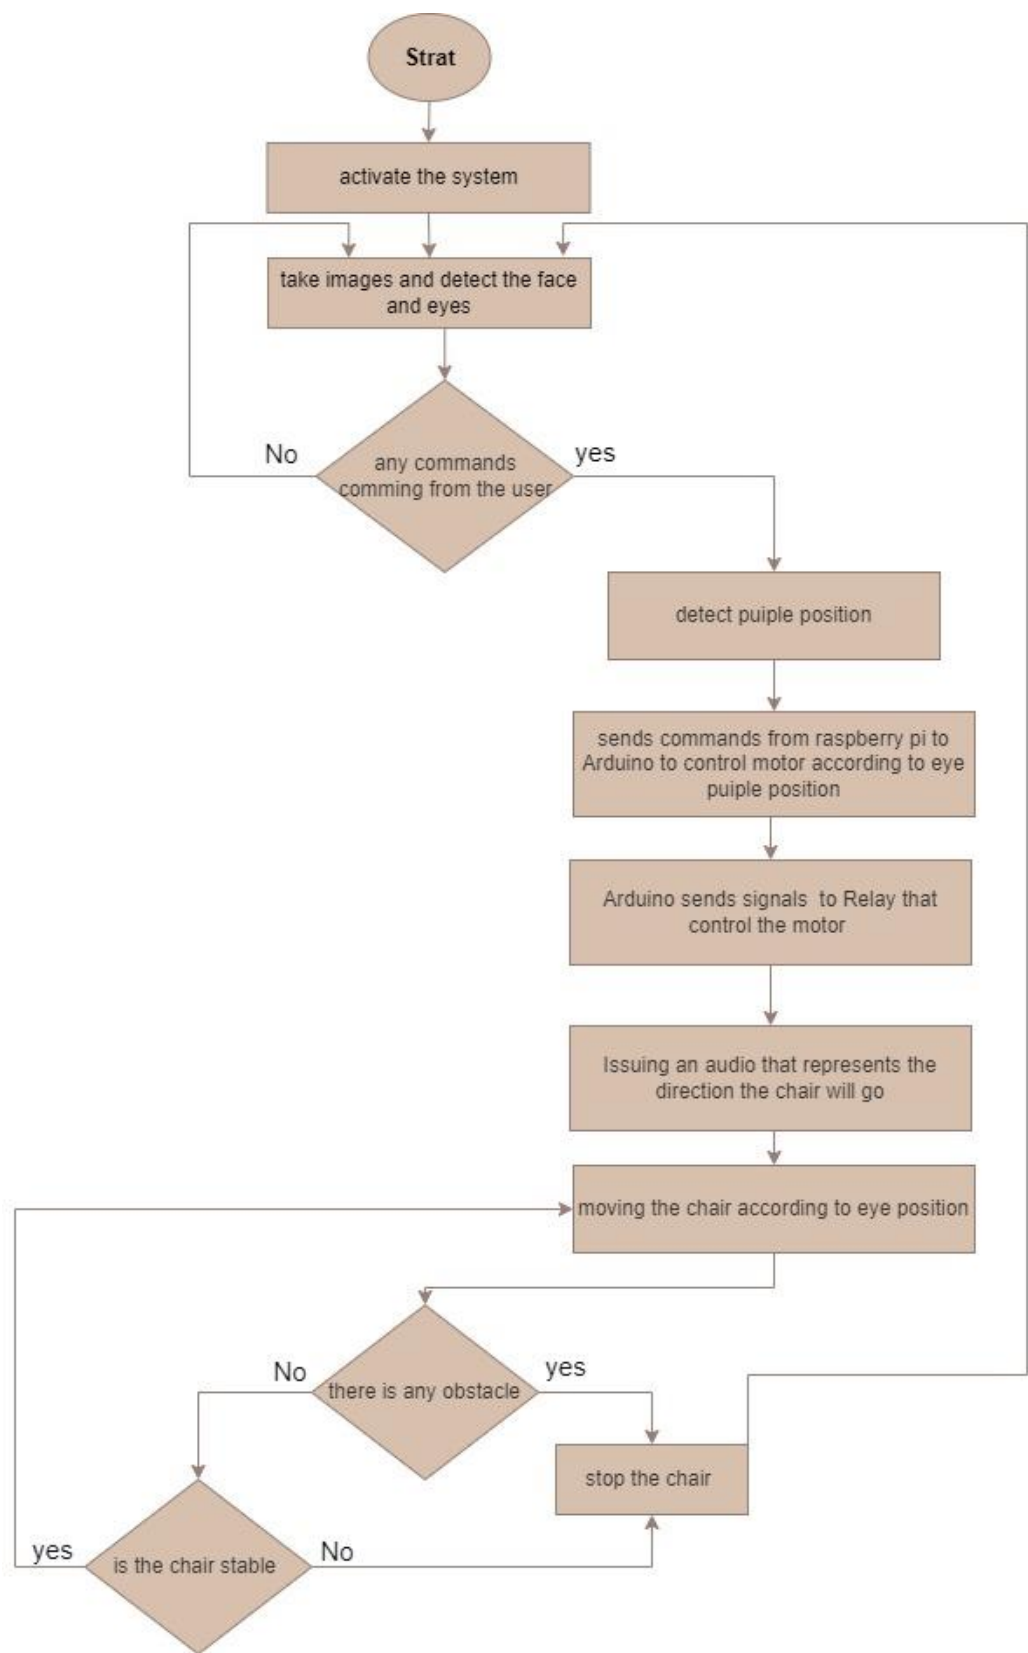 Strat
activate the system
take images and detect the face
and eyes
No
yes
any commands
comming from the user
detect puiple position
sends commands from raspberry pi to
Arduino to control motor according to eye
puiple position
Arduino sends signals to Relay that
control the motor
Issuing an audio that represents the
direction the chair will go
moving the chair according to eye position
No
yes
there is any obstacle
stop the chair
yes
No
is the chair stable